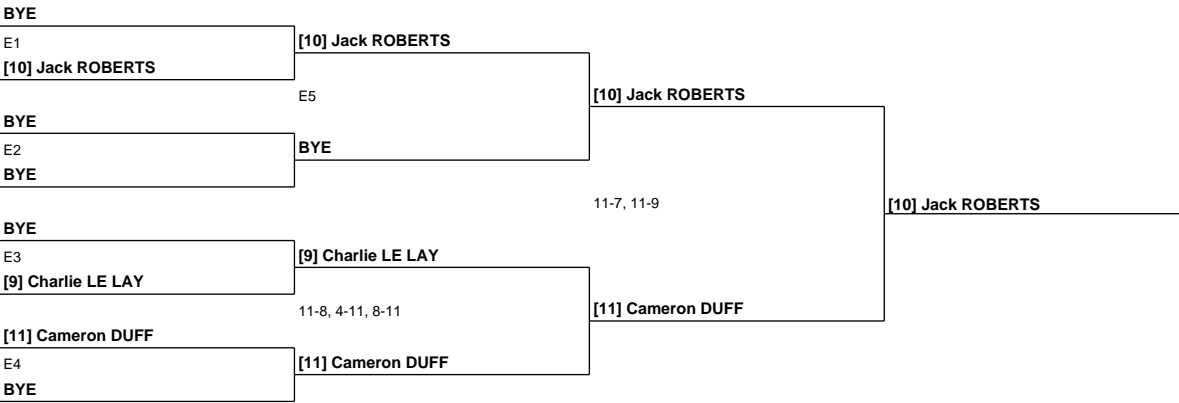 BYE
E1
[10] Jack ROBERTS
[10] Jack ROBERTS
E5
[10] Jack ROBERTS
BYE
E2
BYE
BYE
11-7, 11-9
[10] Jack ROBERTS
BYE
E3
[9] Charlie LE LAY
[9] Charlie LE LAY
11-8, 4-11, 8-11
[11] Cameron DUFF
[11] Cameron DUFF
E4
[11] Cameron DUFF
BYE